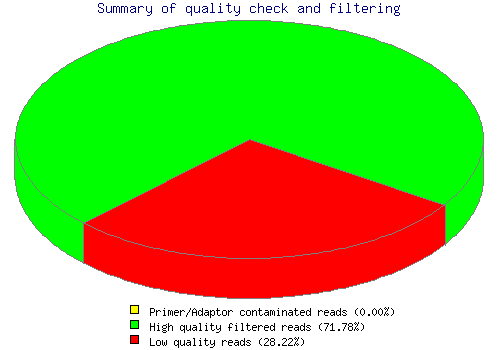 Summary of quality check and filtering
Primer/Adaptor contaminated reads (0.00%)
High quality filtered reads (71.78%)
Low quality reads (28.22%)